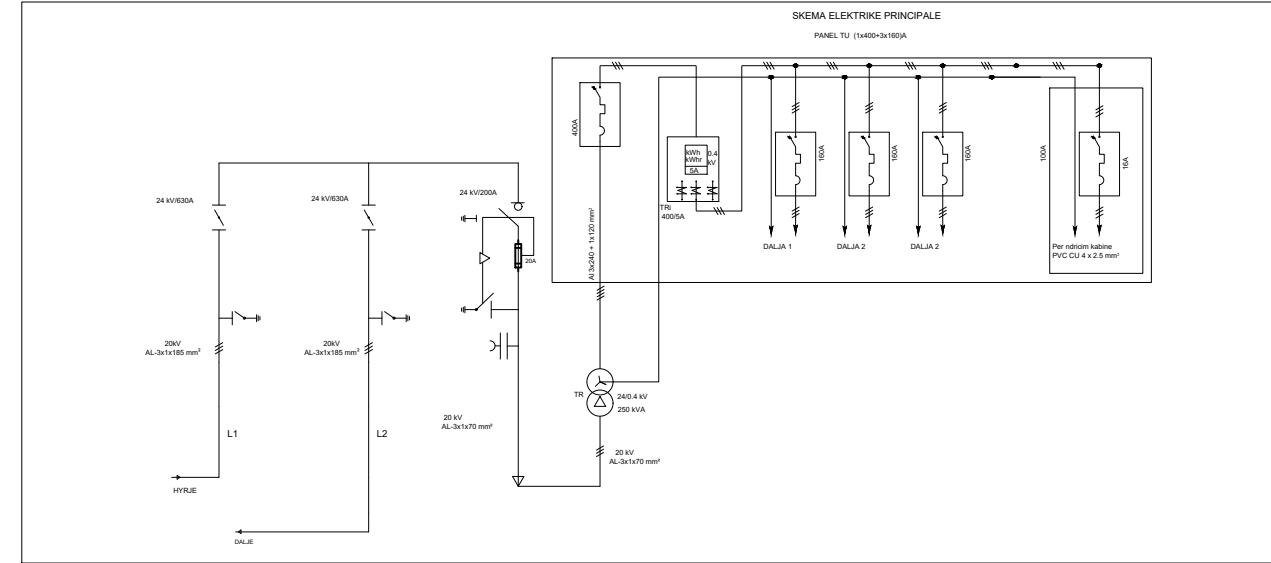 SKEMA ELEKTRIKE PRINCIPALE
PANEL TU (1x400+3x160)A
24 kV/630A
24 kV/630A
24 kV/200A
20A
20kV
AL-3x1x185 mm²
20kV
AL-3x1x185 mm²
20 kV
AL-3x1x70 mm²
L1
L2
HYRJE
DALJE
400A
Al 3x240 + 1x120 mm²
kWh
kWhr
5A
0.4
kV
TRI
400/5A
160A
160A
160A
100A
16A
DALJA 1
DALJA 2
DALJA 2
Per ndricim kabine
PVC CU 4 x 2.5 mm²
TR
24/0.4 kV
250 kVA
20 kV
AL-3x1x70 mm²